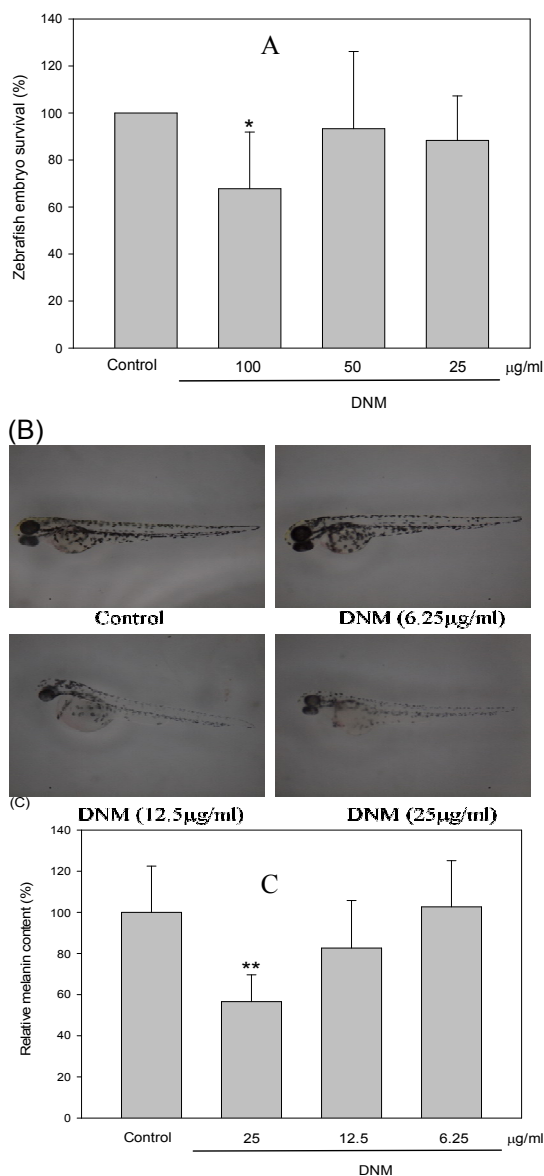 140
A
120
100
*
80
60
40
20
0
Zebrafish embryo survival (%)
Control 100 50 25 μg/ml
DNM
(B)
Control DNM (6.25μg/ml)
(C)
DNM (12.5μg/ml) DNM (25μg/ml)
140
120
C
100
80
**
60
40
20
0
Relative melanin content (%)
Control 25 12.5 6.25 μg/ml
DNM